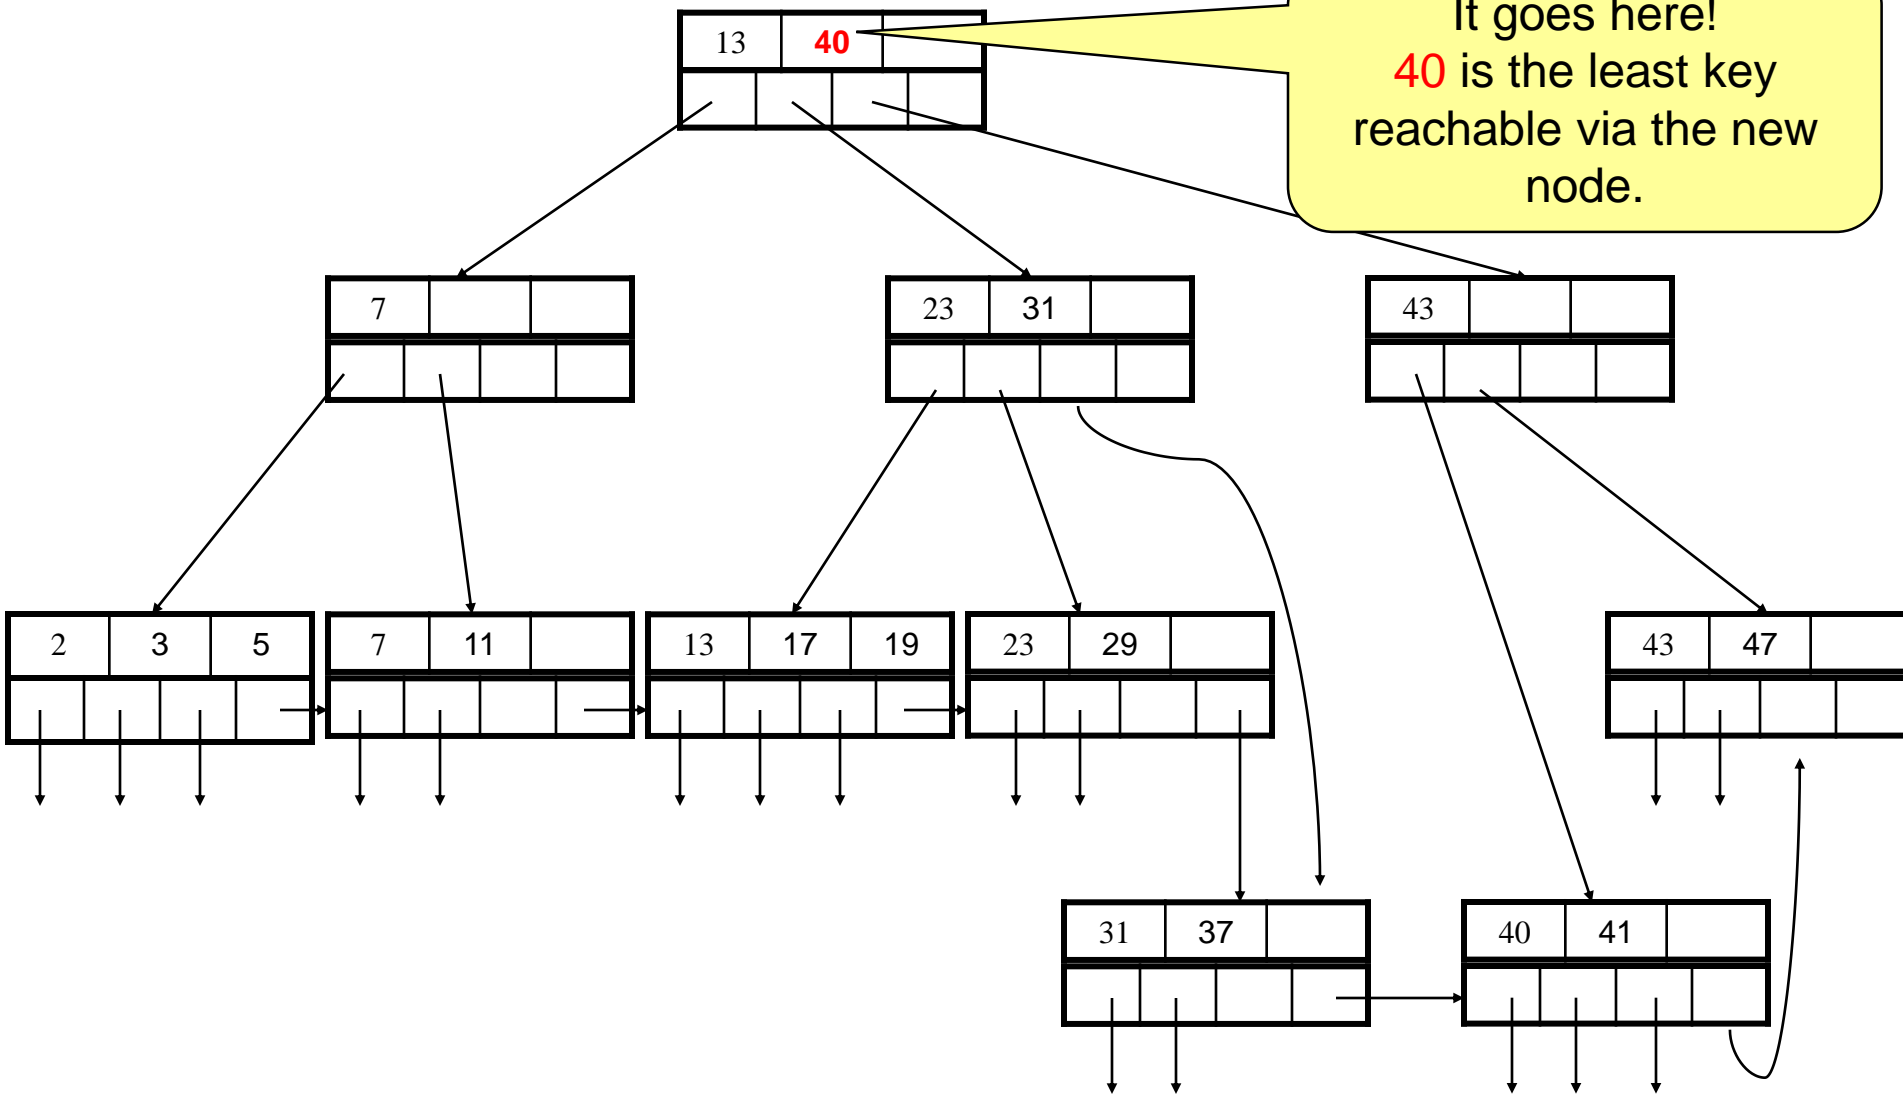 It goes here!
40 is the least key
reachable via the new
node.
13 40
7
23 31
43
2 3 5
7 11
13 17 19
23 29
43 47
31 37
40 41